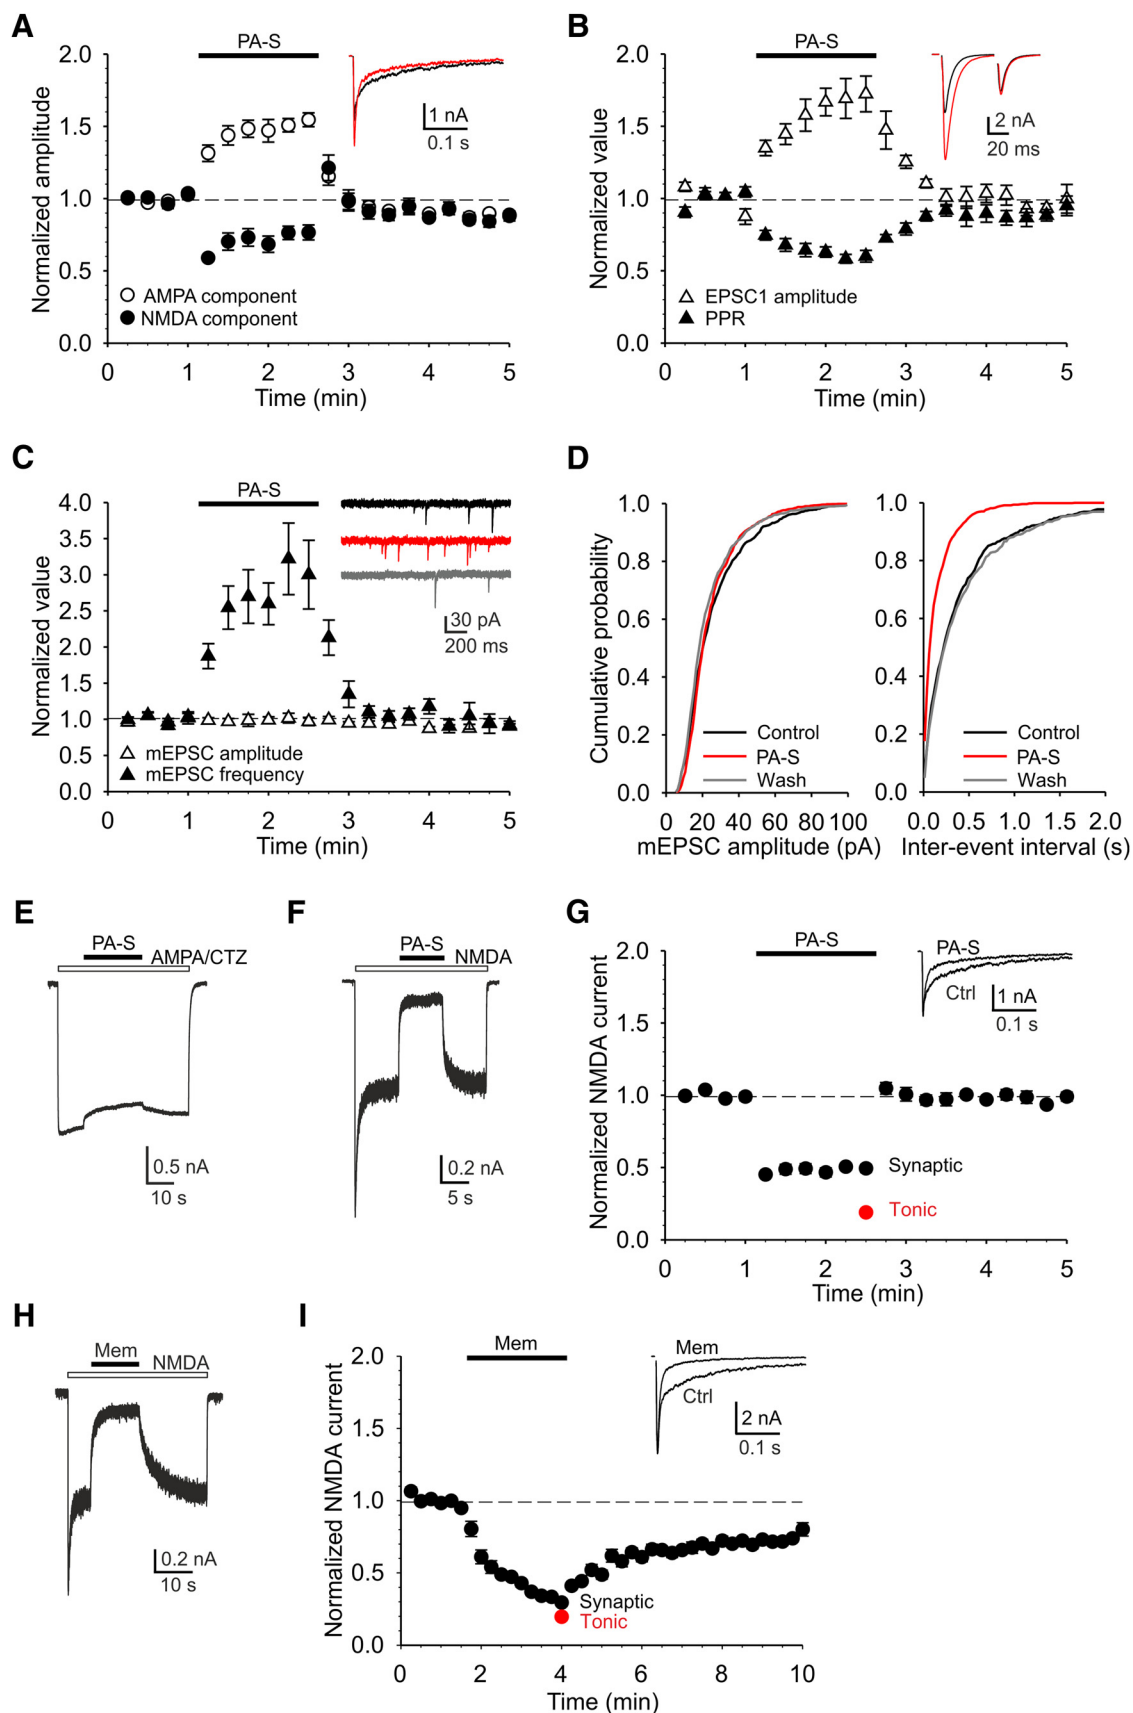 A
PA-S
2.0
1.5
1.0
0.5
0.0
Normalized amplitude
1 nA
0.1 s
AMPA component
NMDA component
0 1 2 3 4 5
Time (min)
B
PA-S
2.0
1.5
1.0
0.5
0.0
Normalized value
2 nA
20 ms
EPSC1 amplitude
PPR
0 1 2 3 4 5
Time (min)
C
PA-S
4.0
3.5
3.0
2.5
2.0
1.5
1.0
0.5
0.0
Normalized value
30 pA
200 ms
mEPSC amplitude
mEPSC frequency
0 1 2 3 4 5
Time (min)
D
1.0
0.8
0.6
0.4
0.2
0.0
Cumulative probability
Control
PA-S
Wash
0 20 40 60 80 100
mEPSC amplitude (pA)
1.0
0.8
0.6
0.4
0.2
0.0
Control
PA-S
Wash
0.0 0.5 1.0 1.5 2.0
Inter-event interval (s)
E
PA-S
AMPA/CTZ
0.5 nA
10 s
F
PA-S
NMDA
0.2 nA
5 s
G
PA-S
2.0
1.5
1.0
0.5
0.0
Normalized NMDA current
PA-S
Ctrl
1 nA
0.1 s
Synaptic
Tonic
0 1 2 3 4 5
Time (min)
H
Mem
NMDA
0.2 nA
10 s
I
Mem
2.0
1.5
1.0
0.5
0.0
Normalized NMDA current
Mem
Ctrl
2 nA
0.1 s
Synaptic
Tonic
0 2 4 6 8 10
Time (min)